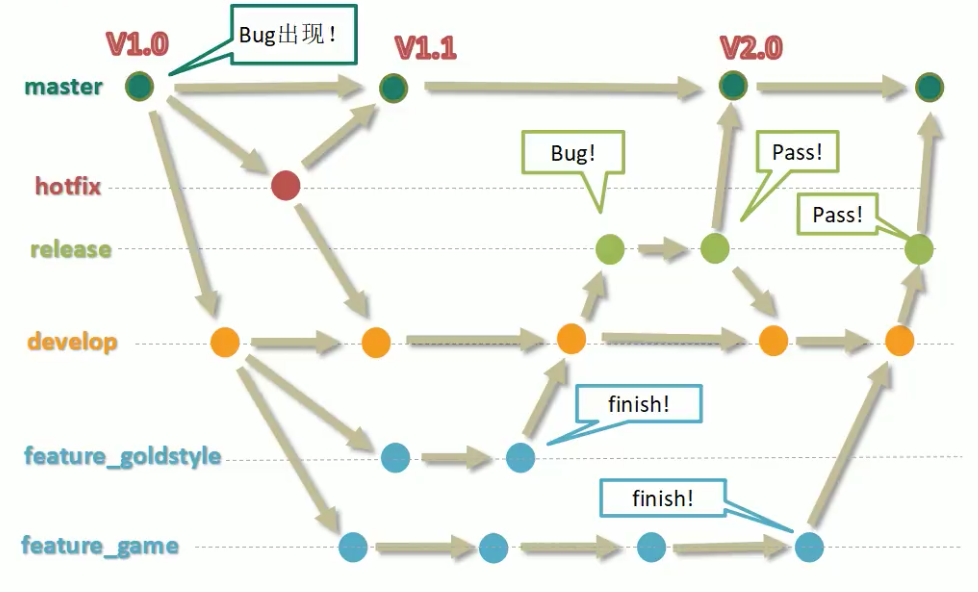 V1.0
Bug出现！
V1.1
V2.0
master
Bug!
Pass!
hotfix
Pass!
release
develop
finish!
feature_goldstyle
finish!
feature_game